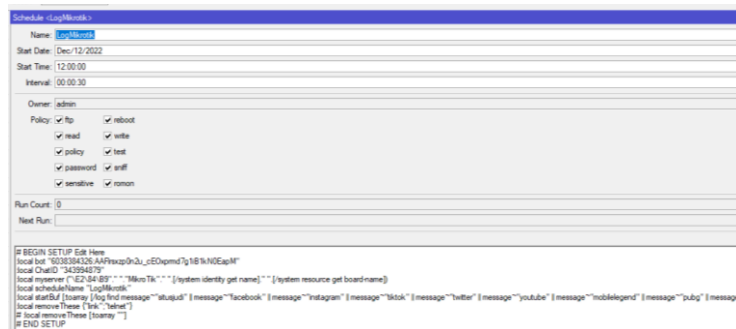 Schedule <LogMikrotik>
Name: LogMikrotik
Start Date: Dec/12/2022
Start Time: 12:00:00
Interval: 00:00:30
Owner: admin
Policy: ftp reboot
read write
policy test
password sniff
sensitive romon
Run Count: 0
Next Run:
# BEGIN SETUP Edit Here
:local bot
:local ChatID "343994879"
:local myserver ("\E2\84\B9"." "."MikroTik"." ".[/system identity get name]." ".[/system resource get board-name])
:local scheduleName "LogMikrotik"
:local startBuf [:toarray [/log find message~"situsjudi" || message~"facebook" || message~"instagram" || message~"tiktok" || message~"twitter" || message~"youtube" || message~"mobilelegend" || message~"pubg" || message
:local removeThese {"link";"telnet"}
# :local removeThese [:toarray ""]
# END SETUP